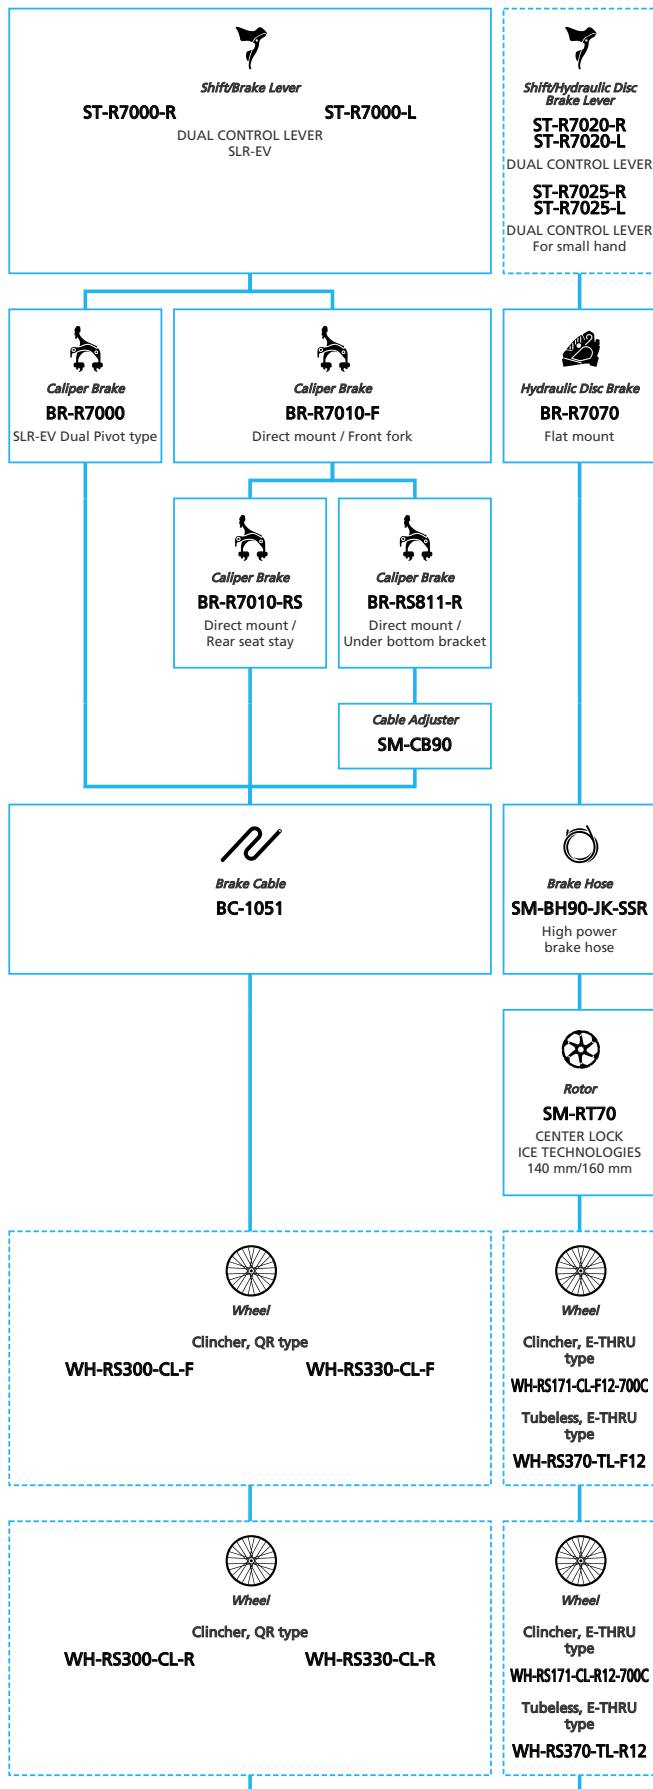 Shift/Brake Lever
ST-R7000-R
ST-R7000-L
DUAL CONTROL LEVER
SLR-EV
Shift/Hydraulic Disc
Brake Lever
ST-R7020-R
ST-R7020-L
DUAL CONTROL LEVER
ST-R7025-R
ST-R7025-L
DUAL CONTROL LEVER
For small hand
Caliper Brake
BR-R7000
SLR-EV Dual Pivot type
Caliper Brake
BR-R7010-F
Direct mount / Front fork
Hydraulic Disc Brake
BR-R7070
Flat mount
Caliper Brake
BR-R7010-RS
Direct mount /
Rear seat stay
Caliper Brake
BR-RS811-R
Direct mount /
Under bottom bracket
Cable Adjuster
SM-CB90
Brake Cable
BC-1051
Brake Hose
SM-BH90-JK-SSR
High power
brake hose
Rotor
SM-RT70
CENTER LOCK
ICE TECHNOLOGIES
140 mm/160 mm
Wheel
Clincher, QR type
WH-RS300-CL-F
WH-RS330-CL-F
Wheel
Clincher, E-THRU
type
WH-RS171-CL-F12-700C
Tubeless, E-THRU
type
WH-RS370-TL-F12
Wheel
Clincher, QR type
WH-RS300-CL-R
WH-RS330-CL-R
Wheel
Clincher, E-THRU
type
WH-RS171-CL-R12-700C
Tubeless, E-THRU
type
WH-RS370-TL-R12